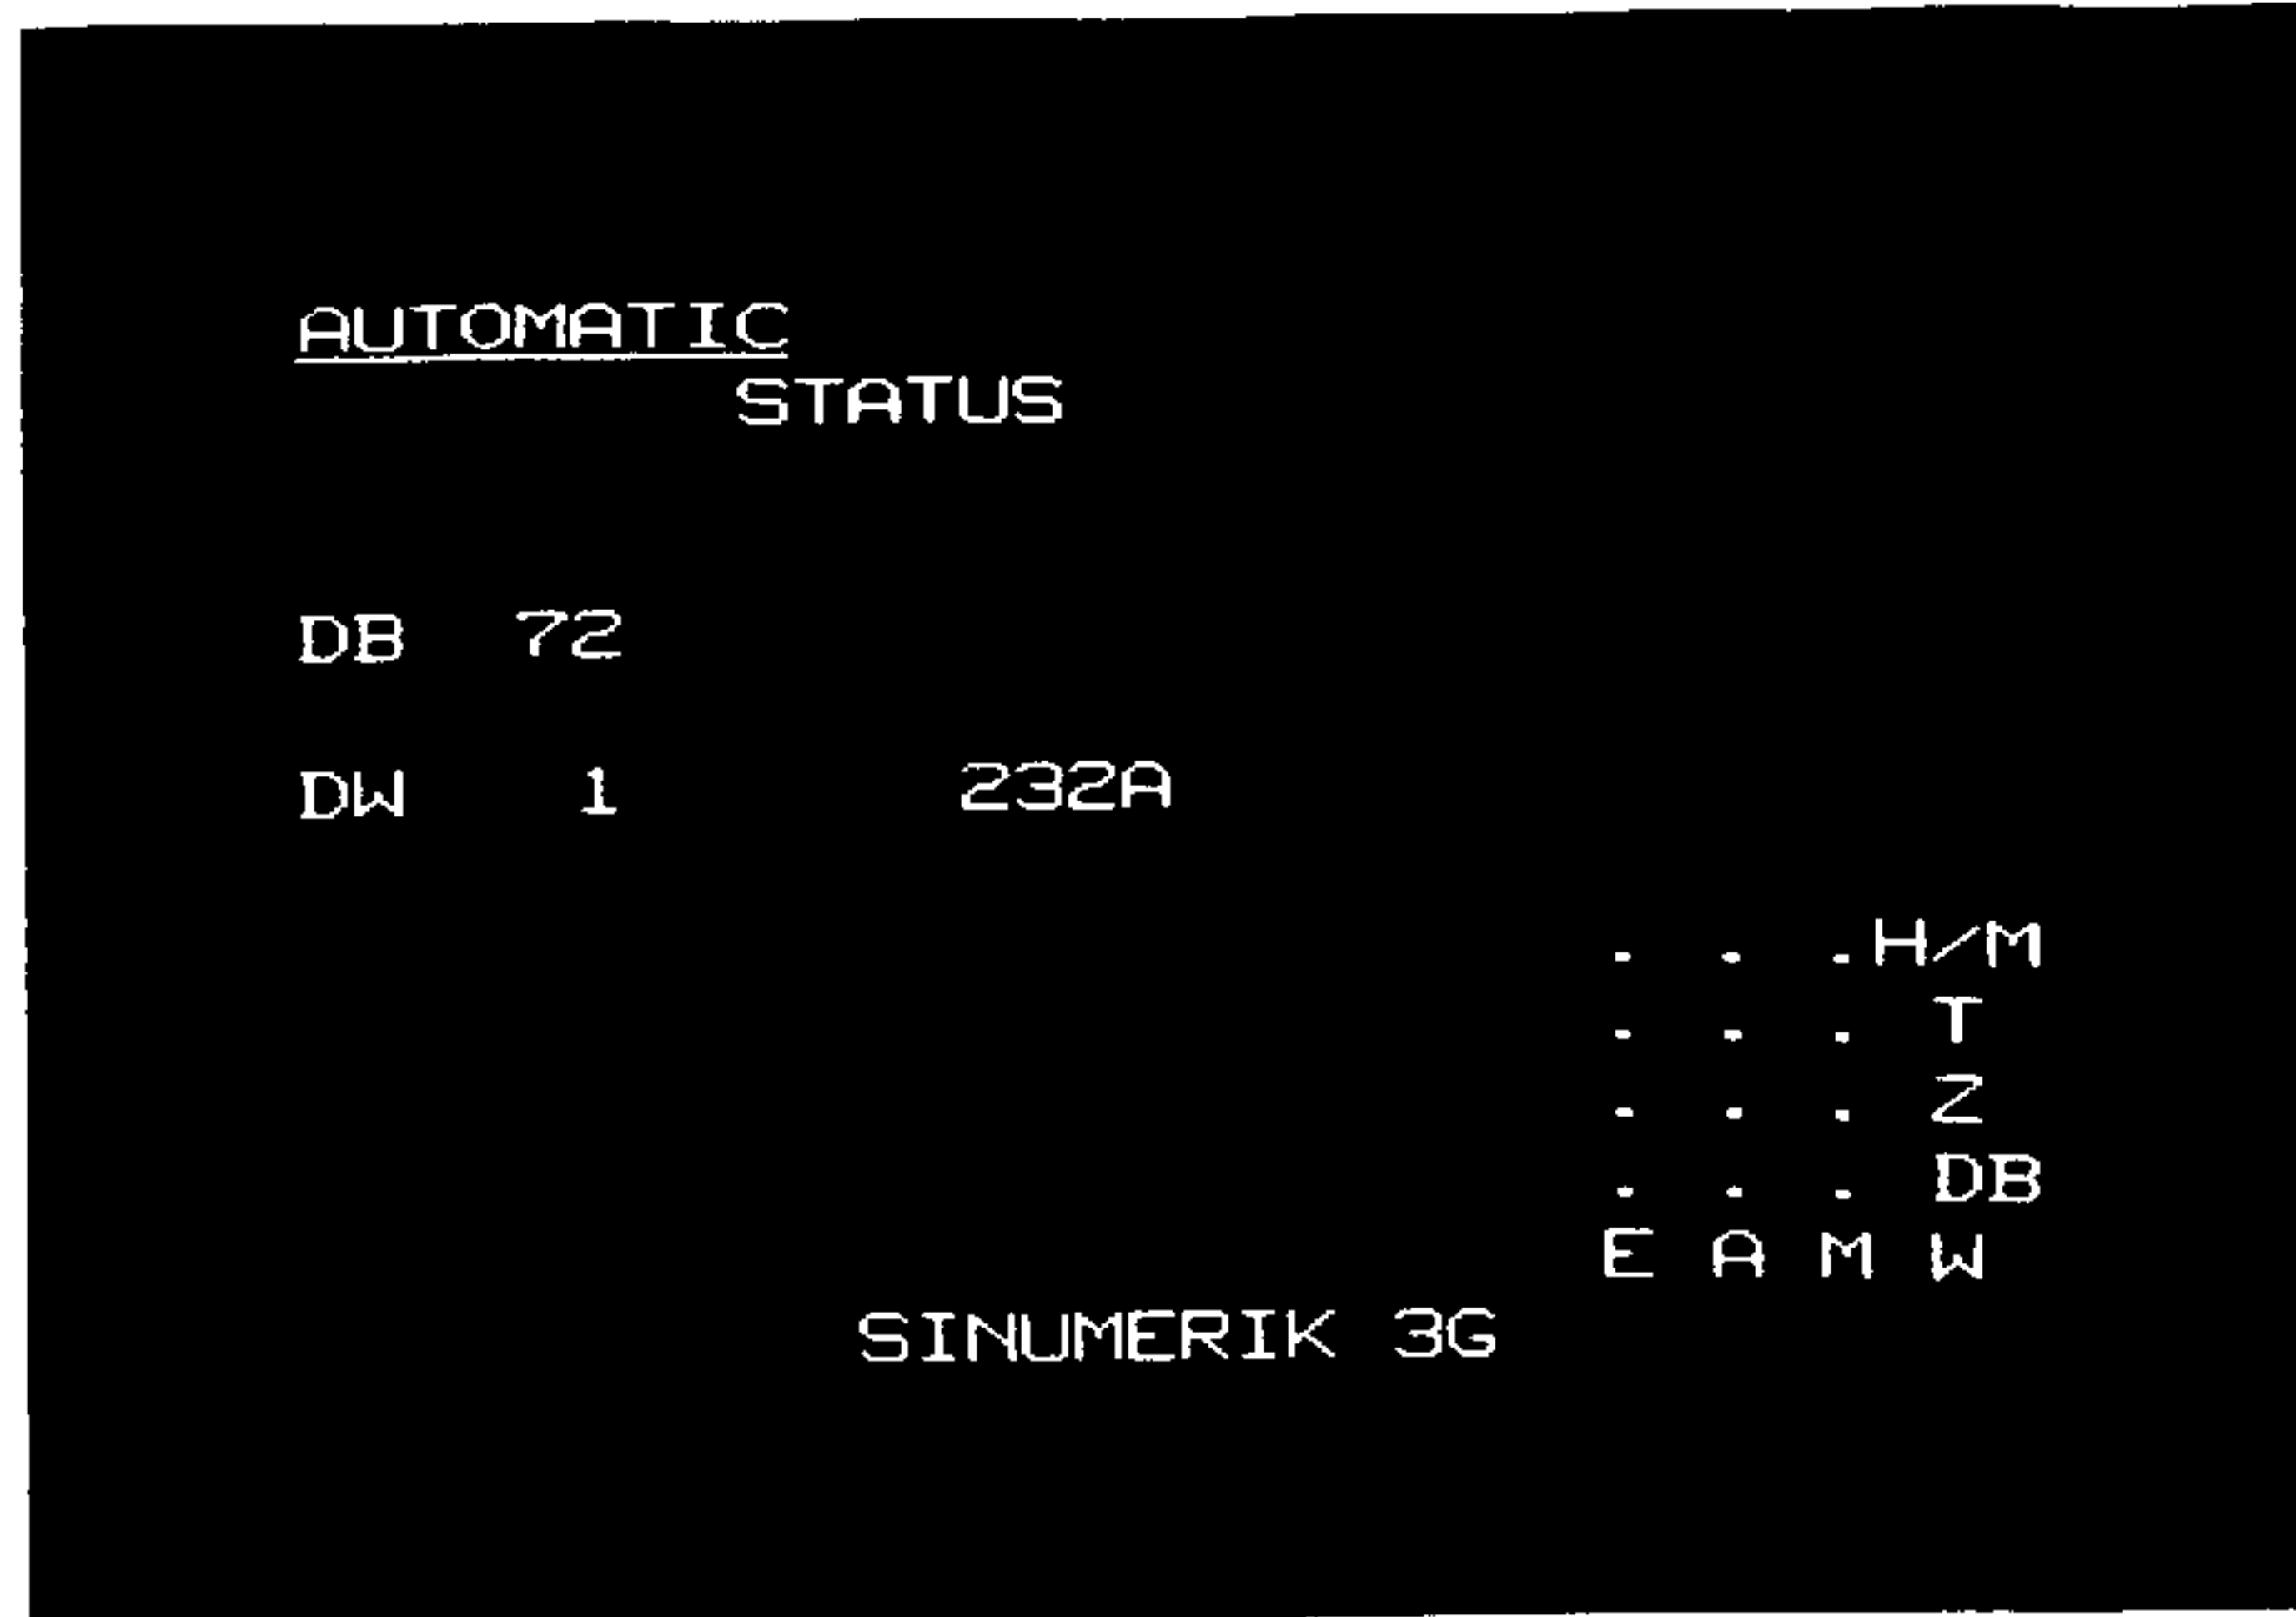 AUTOMATIC
STATUS
DB 72
DW 1 232A
. . . H/M
. . . T
. . . Z
. . . DB
E A M W
SINUMERIK 3G